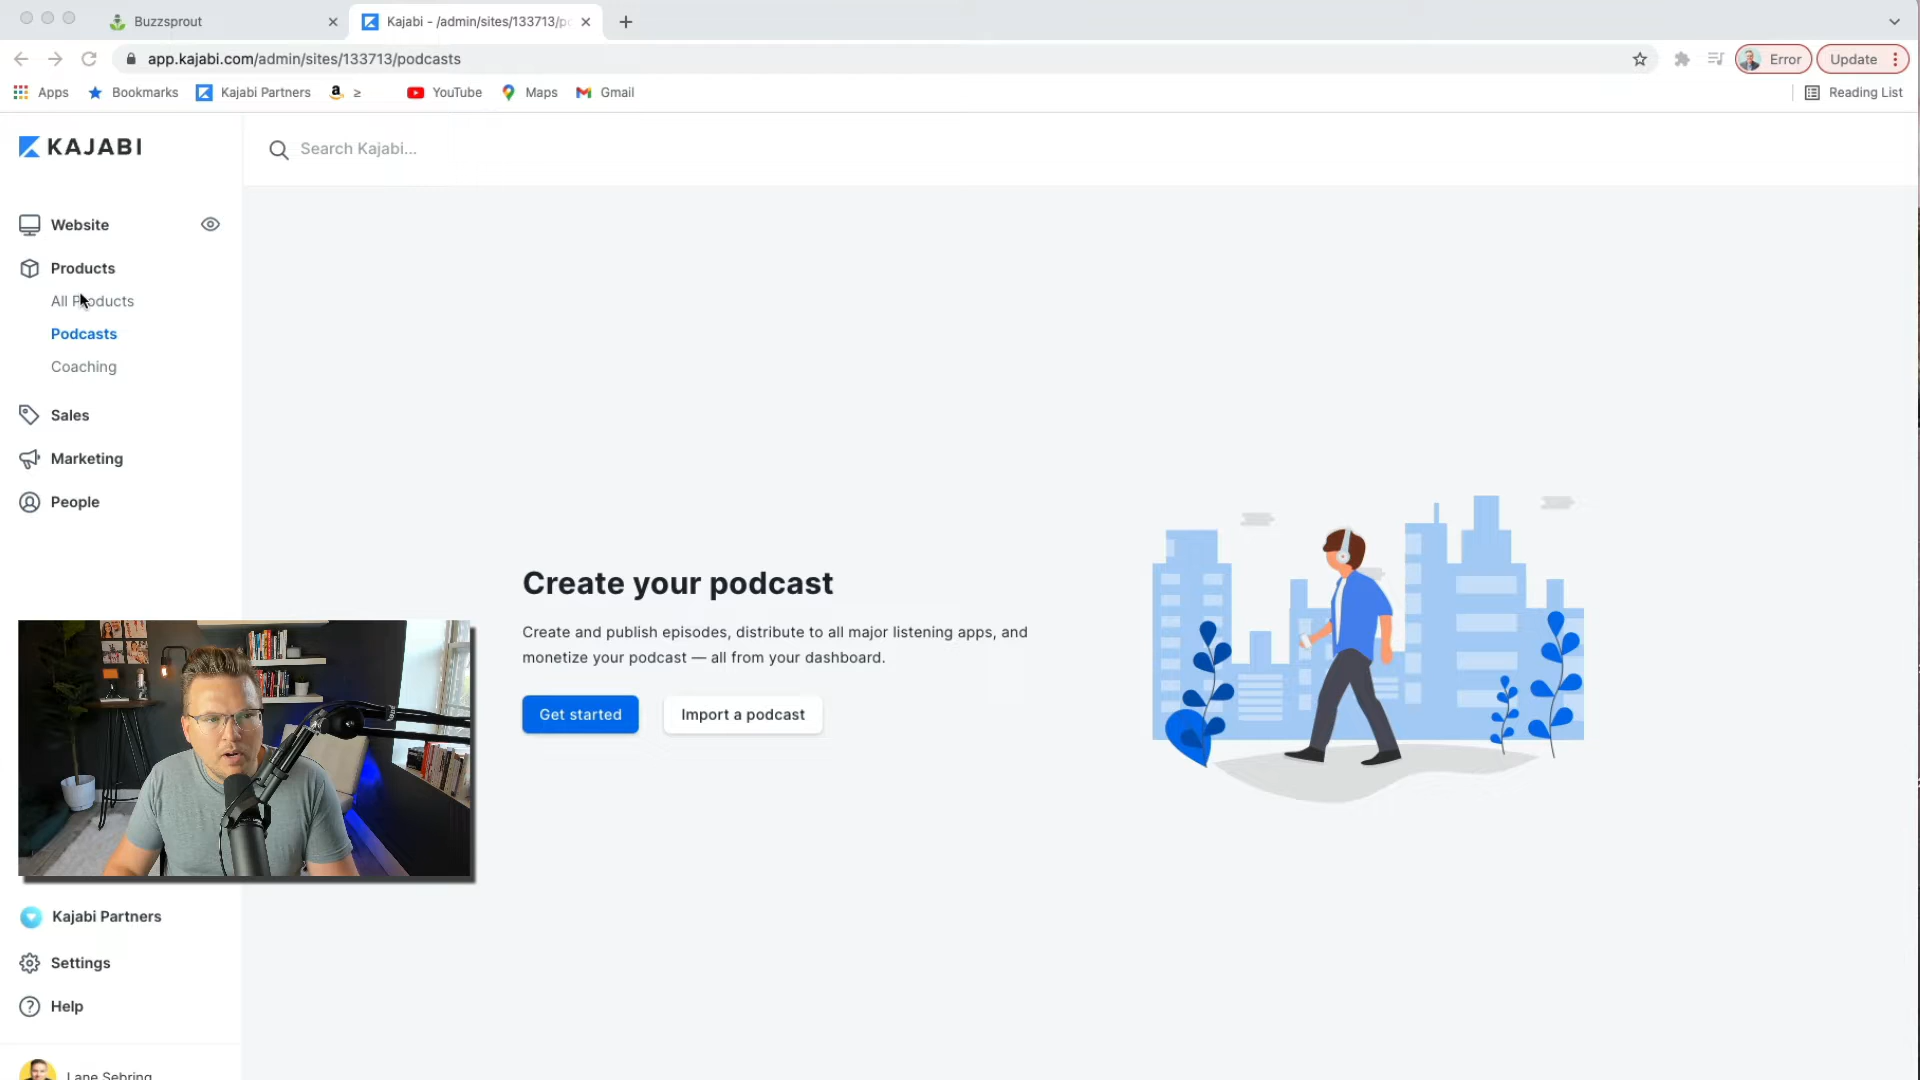 Buzzsprout
Kajabi - /admin/sites/133713/po
app.kajabi.com/admin/sites/133713/podcasts
Error
Update
Apps
Bookmarks
Kajabi Partners
≥
YouTube
Maps
Gmail
Reading List
KAJABI
Search Kajabi...
Website
Products
All Products
Podcasts
Coaching
Sales
Marketing
People
Create your podcast
Create and publish episodes, distribute to all major listening apps, and
monetize your podcast — all from your dashboard.
Get started
Import a podcast
Kajabi Partners
Settings
Help
Lane Sebring